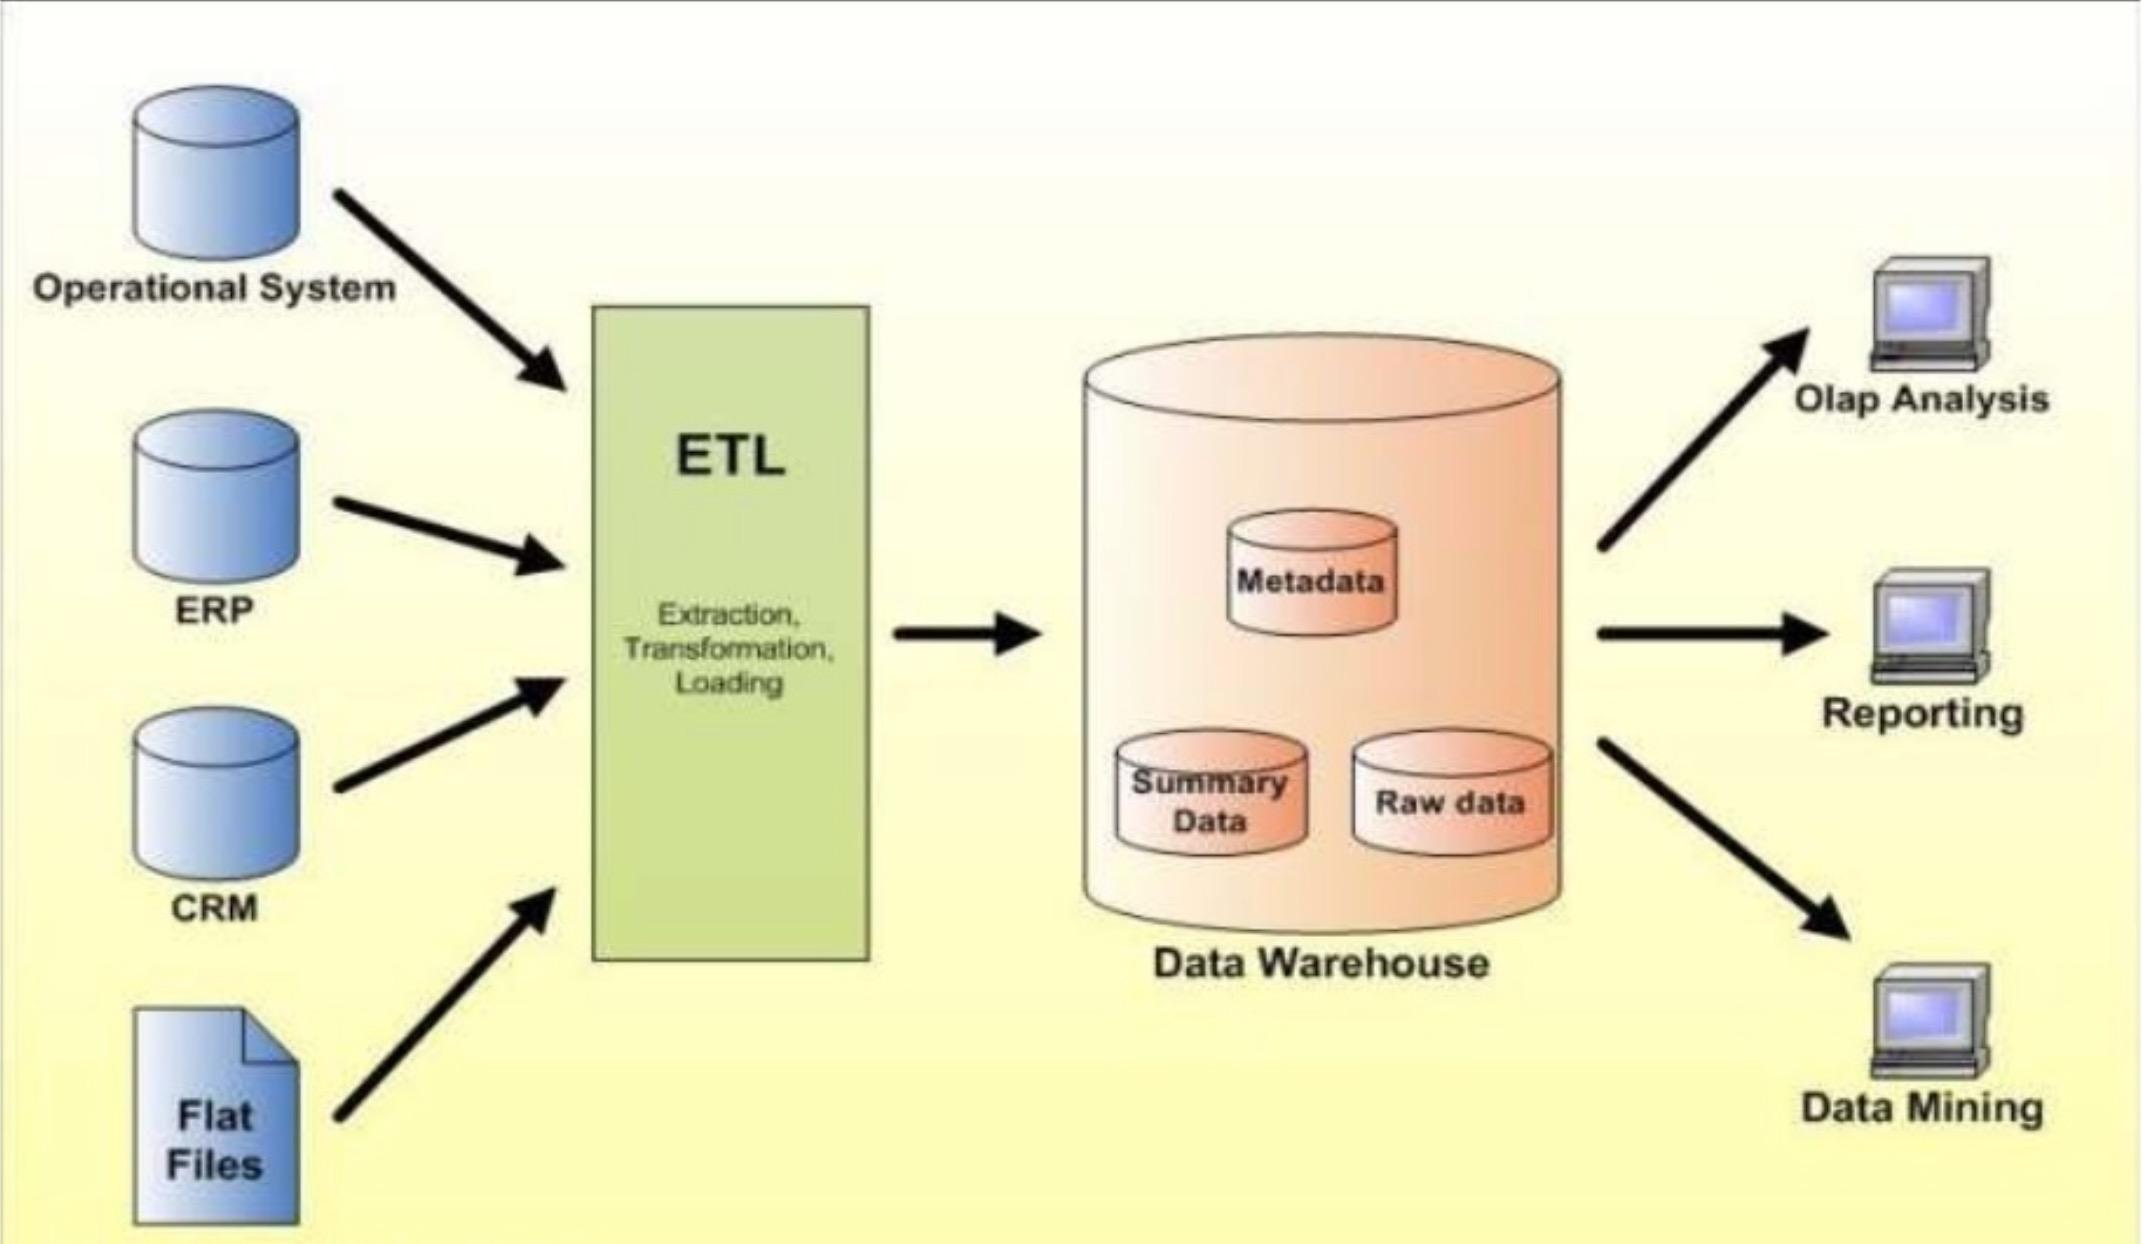 Operational System
ERP
CRM
Flat
Files
ETL
Extraction,
Transformation,
Loading
Metadata
Summary
Data
Raw data
Data Warehouse
Olap Analysis
Reporting
Data Mining